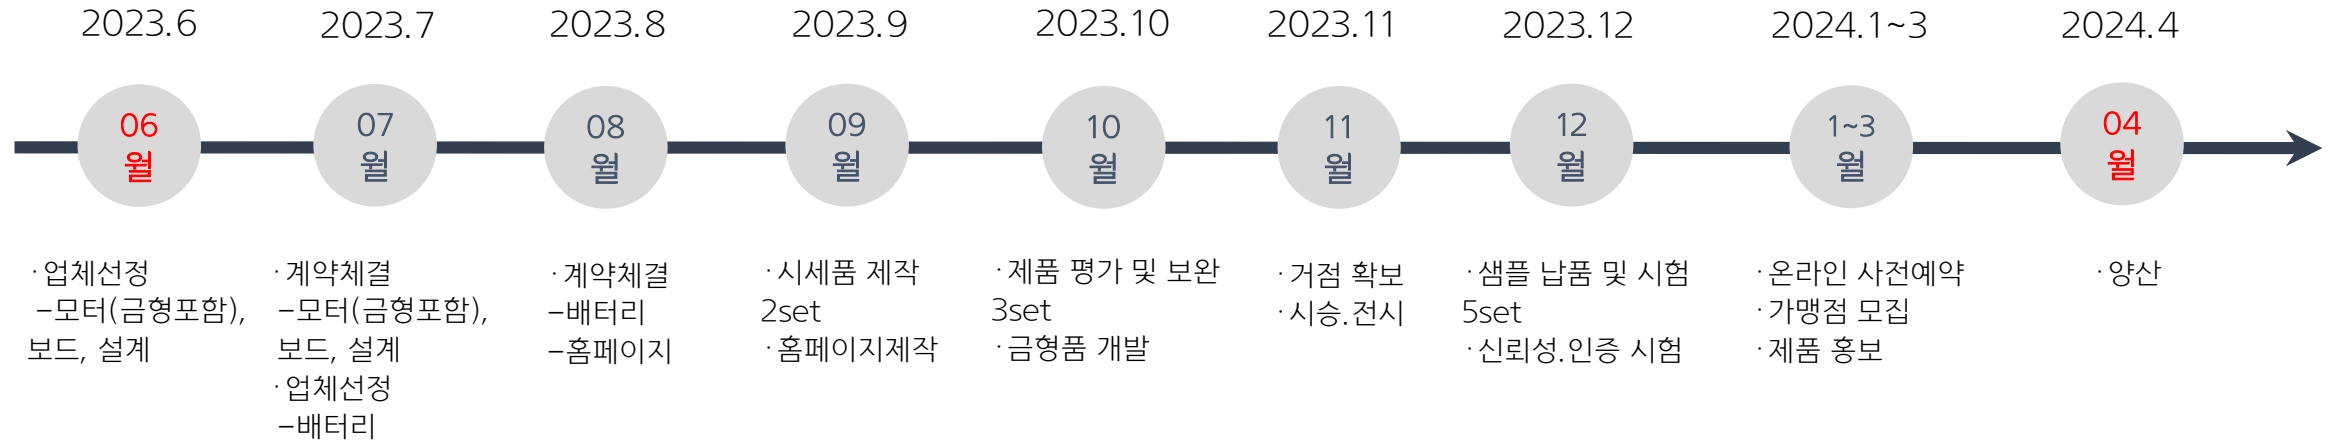 2023.6
2023.7
2023.8
2023.9
2023.10
2023.11
2023.12
2024.1~3
2024.4
06
월
07
월
08
월
09
월
10
월
11
월
12
월
1~3
월
04
월
·업체선정
-모터(금형포함),
보드, 설계
·계약체결
-모터(금형포함),
보드, 설계
·업체선정
-배터리
·계약체결
-배터리
-홈페이지
·시세품 제작
2set
·홈페이지제작
·제품 평가 및 보완
3set
·금형품 개발
·거점 확보
·시승.전시
·샘플 납품 및 시험
5set
·신뢰성.인증 시험
·온라인 사전예약
·가맹점 모집
·제품 홍보
·양산